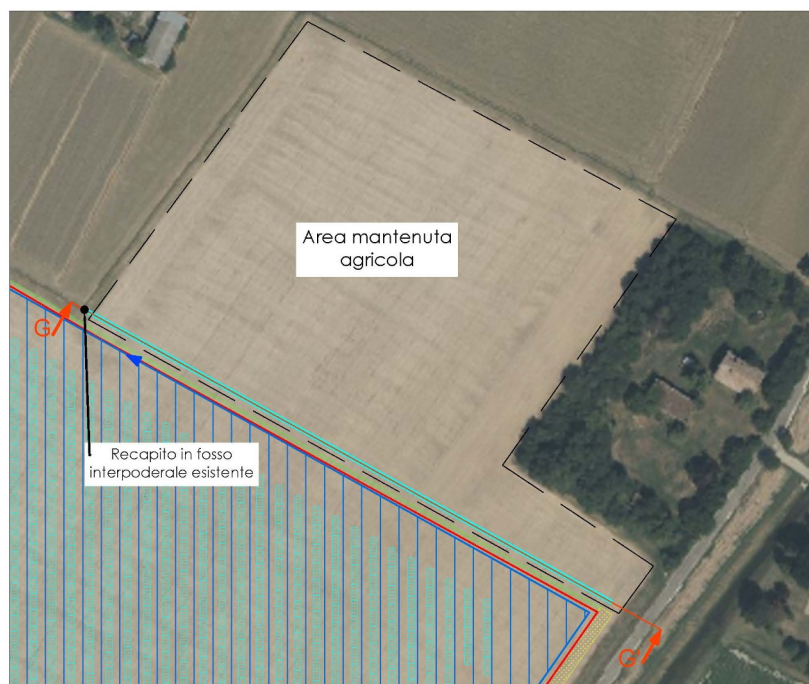 Area mantenuta
agricola
G
Recapito in fosso
interpoderale esistente
G'